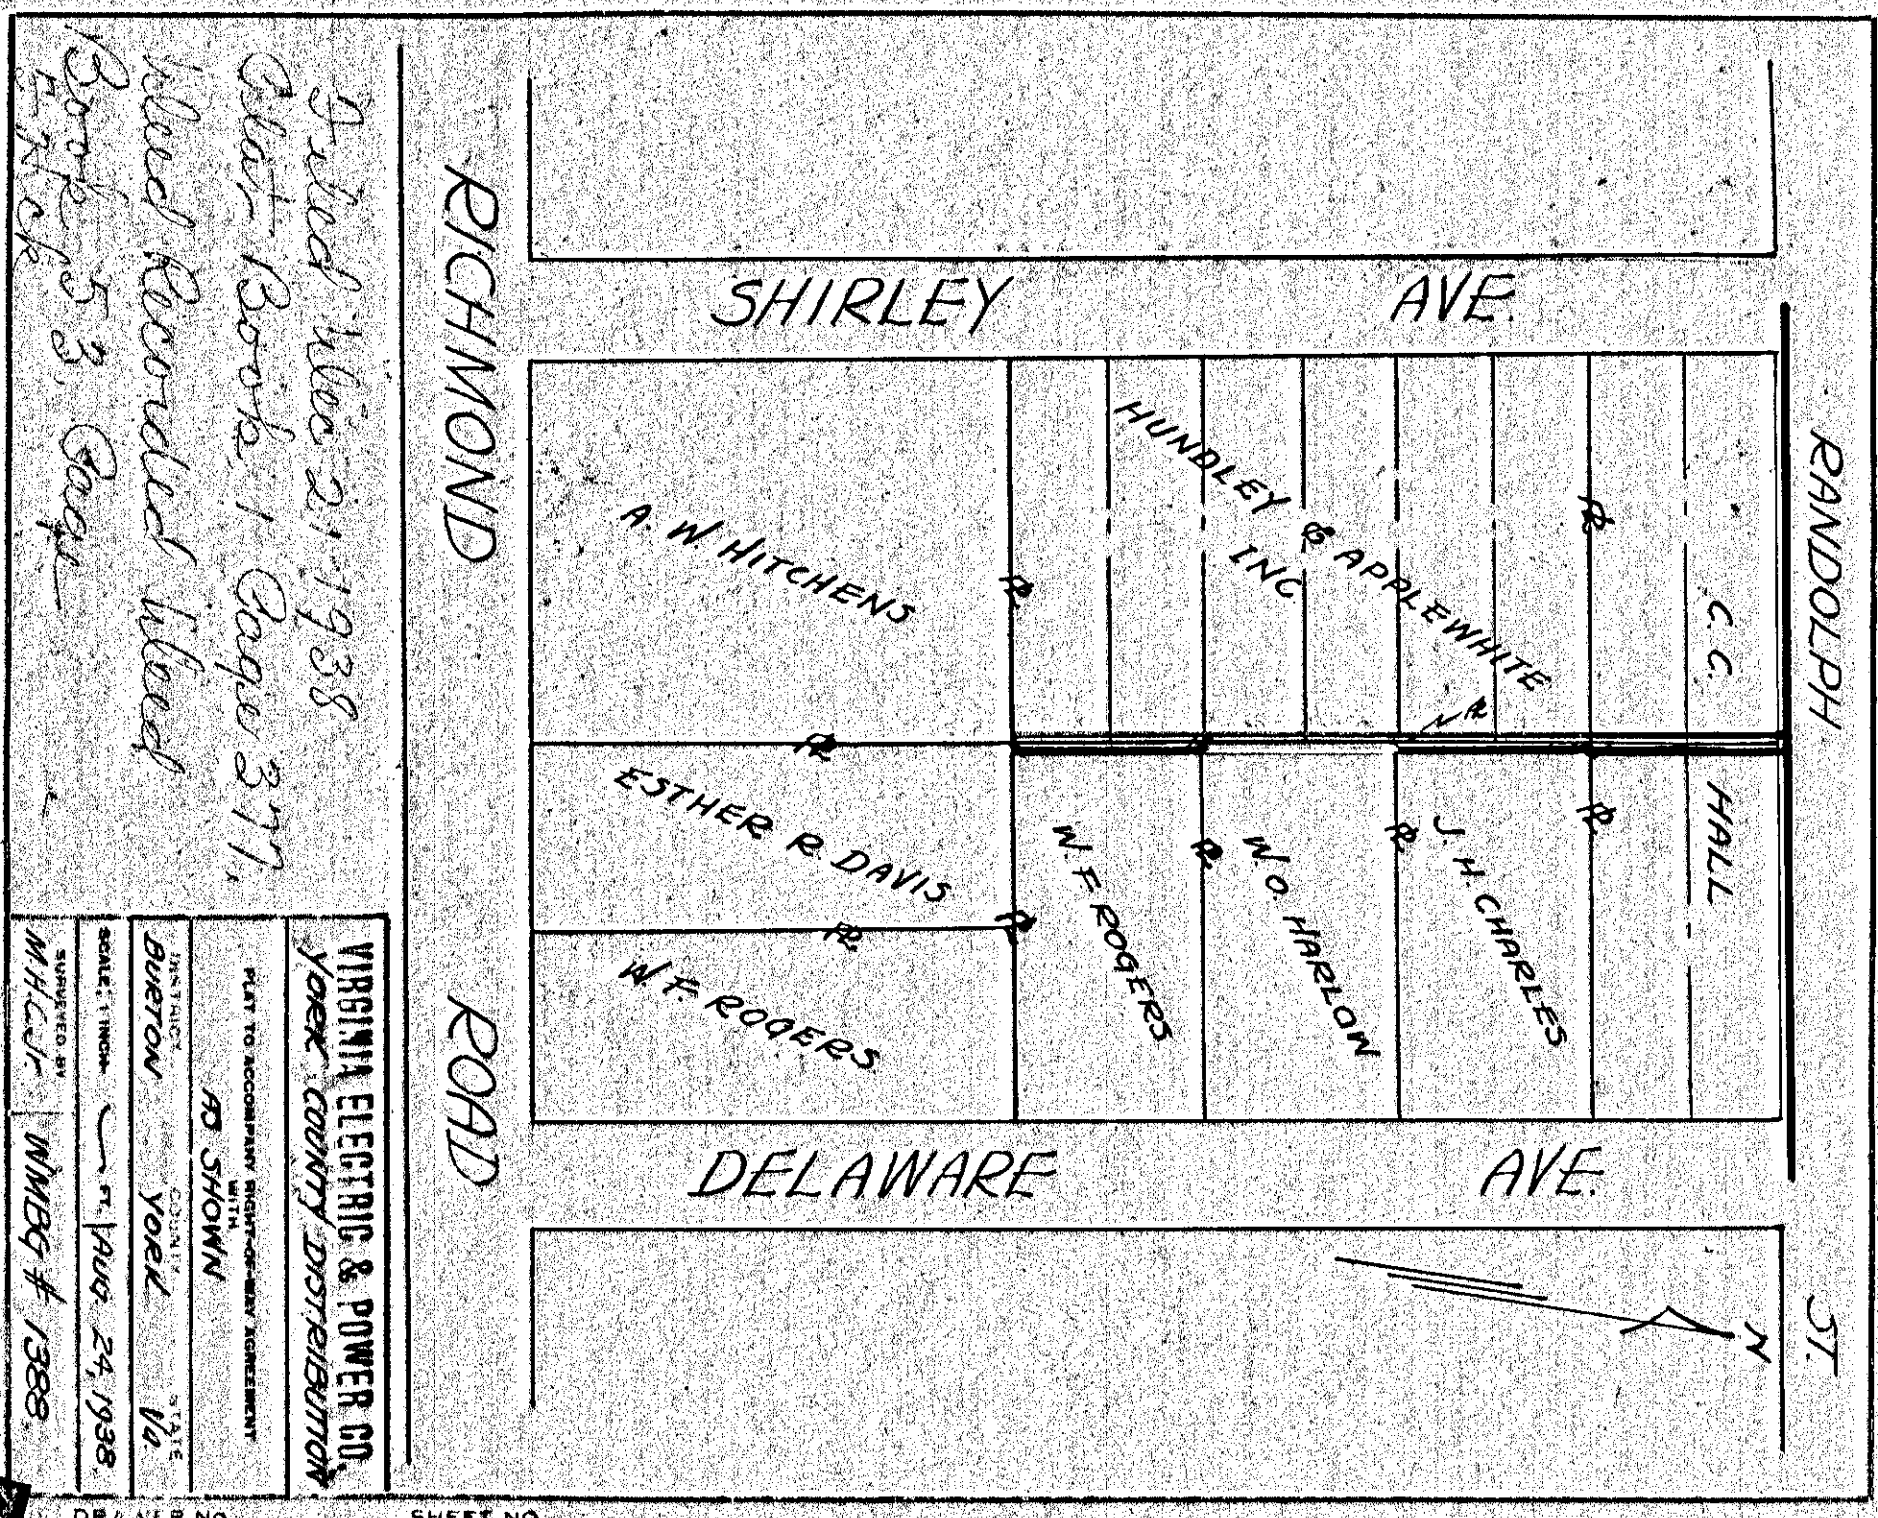 RANDOLPH ST.
SHIRLEY AVE.
C. C. HALL
HUNDLEY & APPLEWHITE
INC.
A. W. HITCHENS
ESTHER R. DAVIS
W. F. ROGERS
W. F. ROGERS
W. O. HARLOW
J. H. CHARLES
DELAWARE AVE.
N
RICHMOND ROAD
Filed Dec 21, 1938
Plat Book 1 Page 377,
Deed Recorded Deed
Book 53, Page
VIRGINIA ELECTRIC & POWER CO.
YORK COUNTY DISTRIBUTION
PLAT TO ACCOMPANY RIGHT-OF-WAY AGREEMENT
WITH
AS SHOWN
DISTRICT COUNTY STATE
BURTON YORK Va.
SCALE: 1 INCH= FT. AUG 24, 1938
SURVEYED BY
MHC Jr WMBG # 1388
SHEET NO.